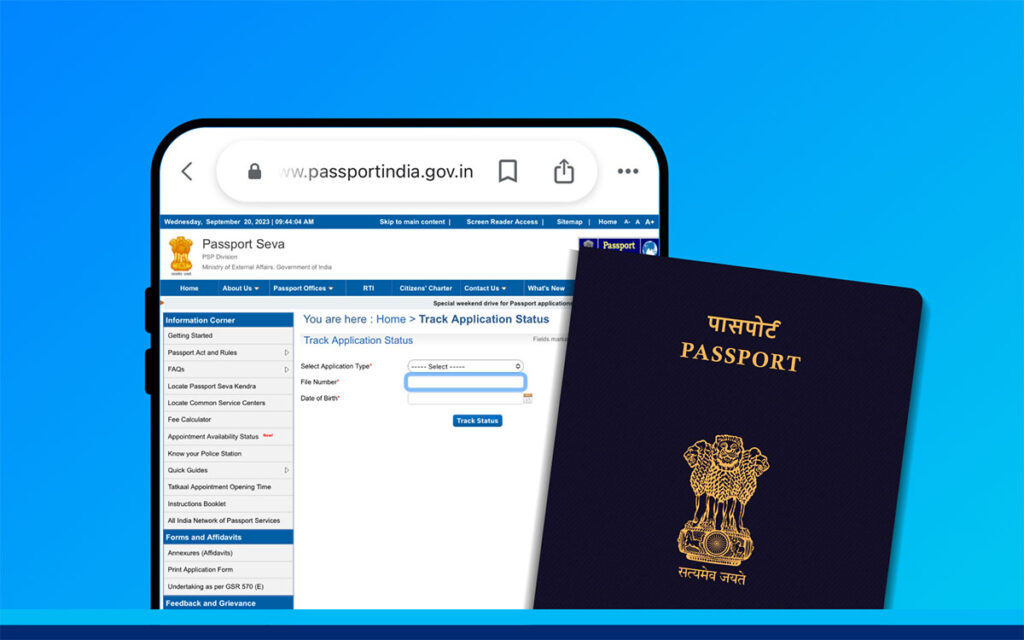 ww.passportindia.gov.in
Wednesday, September 20, 2023 | 09:44:04 AM
Skip to main content |
Screen Reader Access |
Sitemap |
Home
A- A A+
Passport Seva
PSP Division
Ministry of External Affairs, Government of India
Passport
Home
About Us
Passport Offices
RTI
Citizens' Charter
Contact Us
What's New
Special weekend drive for Passport applications
Information Corner
Getting Started
Passport Act and Rules
FAQs
Locate Passport Seva Kendra
Locate Common Service Centers
Fee Calculator
Appointment Availability Status New!
Know your Police Station
Quick Guides
Tatkaal Appointment Opening Time
Instructions Booklet
All India Network of Passport Services
Forms and Affidavits
Annexures (Affidavits)
Print Application Form
Undertaking as per GSR 570 (E)
Feedback and Grievance
You are here : Home > Track Application Status
Track Application Status
Fields marke
Select Application Type*
----- Select -----
File Number*
Date of Birth*
Track Status
पासपोर्ट
PASSPORT
सत्यमेव जयते